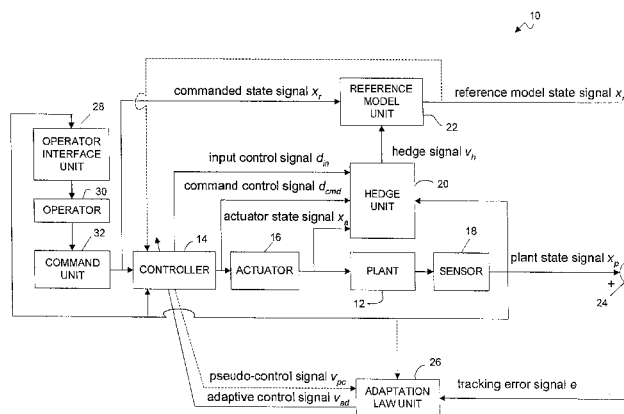 10
commanded state signal x_r
REFERENCE
MODEL
UNIT
22
reference model state signal x
28
OPERATOR
INTERFACE
UNIT
30
OPERATOR
32
COMMAND
UNIT
input control signal d_in
command control signal d_cmd
actuator state signal x_a
hedge signal v_h
HEDGE
UNIT
20
14
CONTROLLER
16
ACTUATOR
PLANT
12
18
SENSOR
plant state signal x_p
+
24
pseudo-control signal v_pc
adaptive control signal v_ad
26
ADAPTATION
LAW UNIT
tracking error signal e